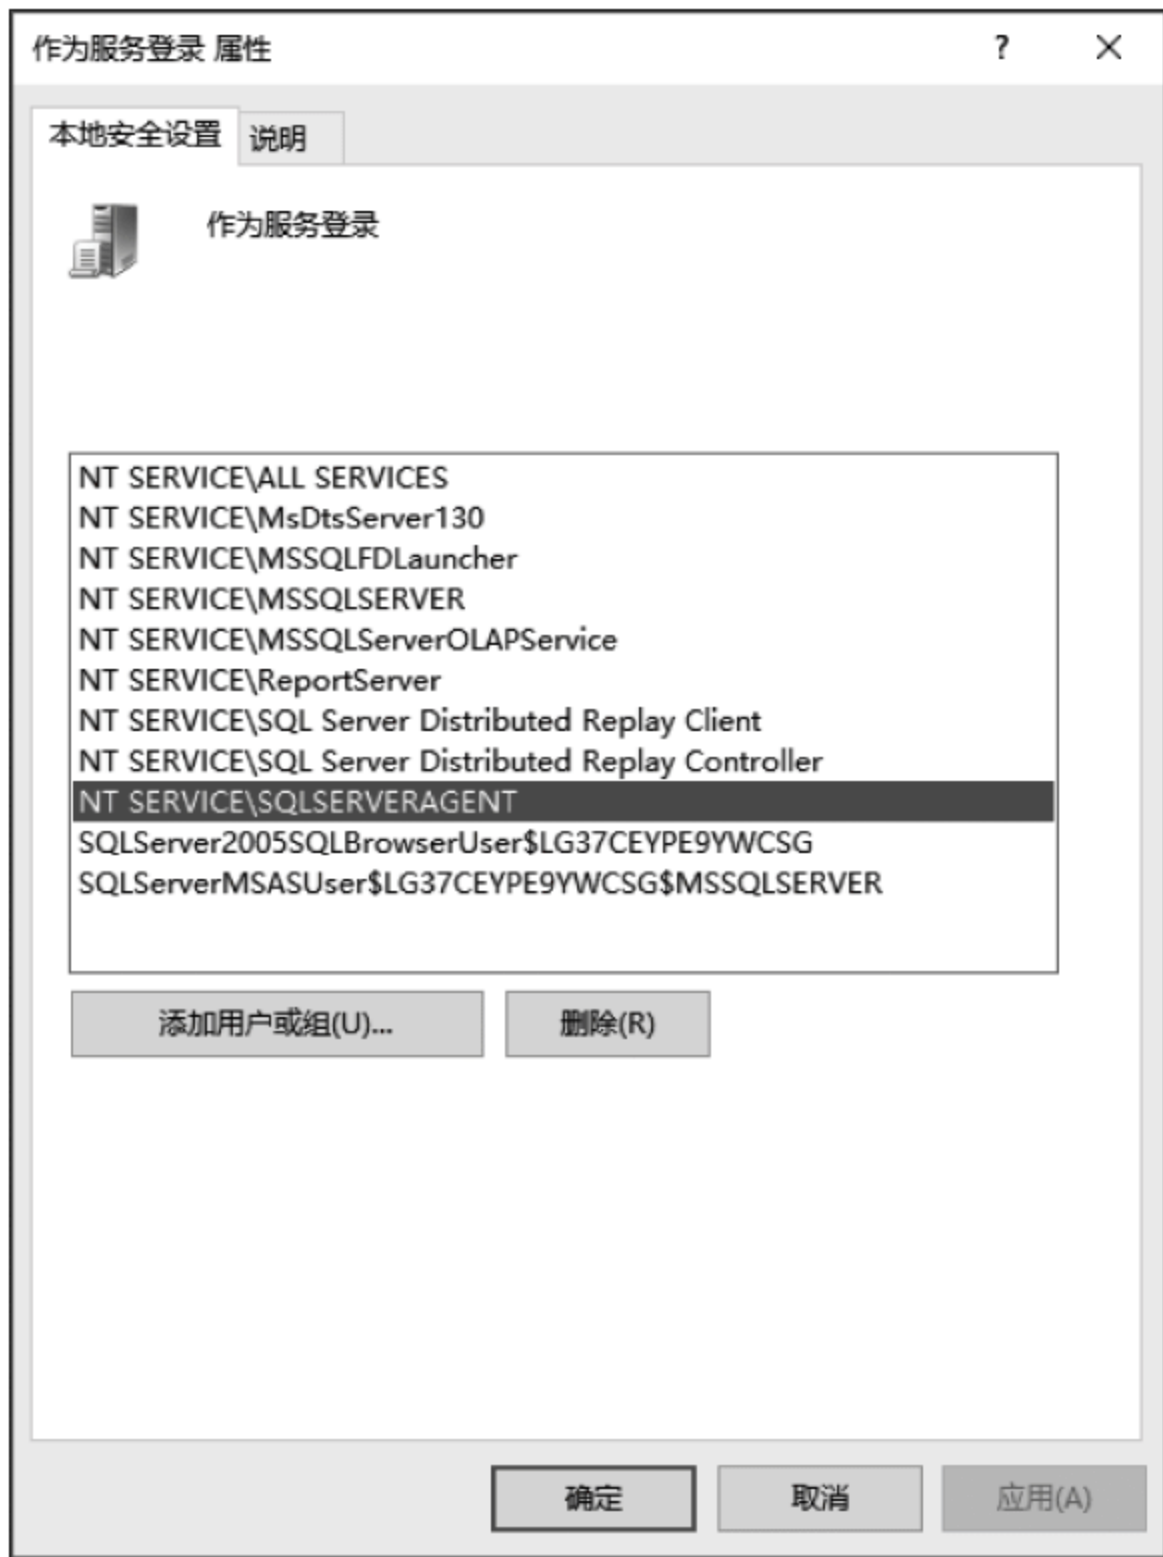 作为服务登录 属性
?
本地安全设置
说明
作为服务登录
NT SERVICE\ALL SERVICES
NT SERVICE\MsDtsServer130
NT SERVICE\MSSQLFDLauncher
NT SERVICE\MSSQLSERVER
NT SERVICE\MSSQLServerOLAPService
NT SERVICE\ReportServer
NT SERVICE\SQL Server Distributed Replay Client
NT SERVICE\SQL Server Distributed Replay Controller
NT SERVICE\SQLSERVERAGENT
SQLServer2005SQLBrowserUser$LG37CEYPE9YWCSG
SQLServerMSASUser$LG37CEYPE9YWCSG$MSSQLSERVER
添加用户或组(U)...
删除(R)
确定
取消
应用(A)